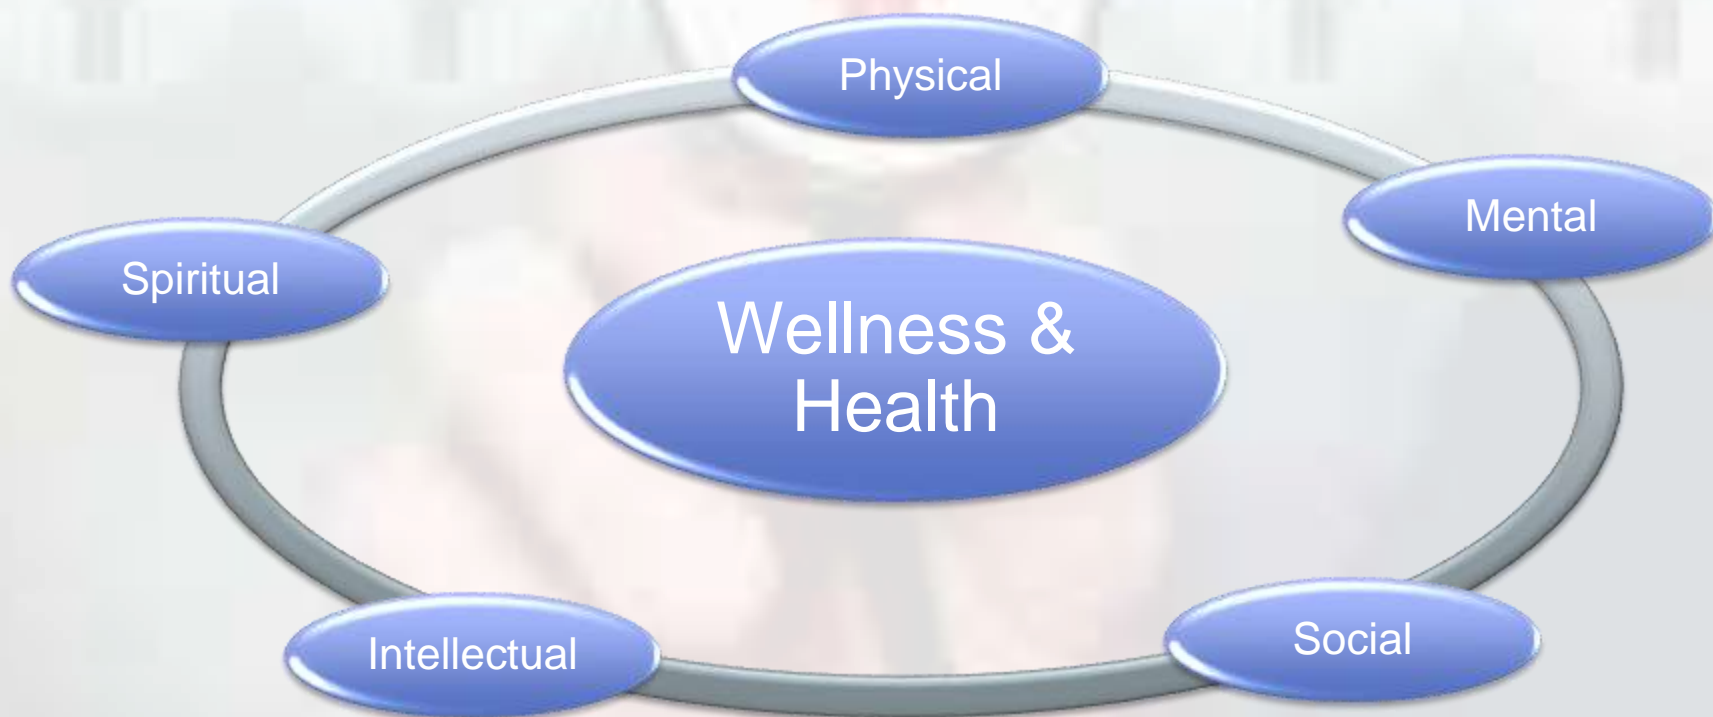 Physical
Mental
Spiritual
Wellness &
Health
Social
Intellectual